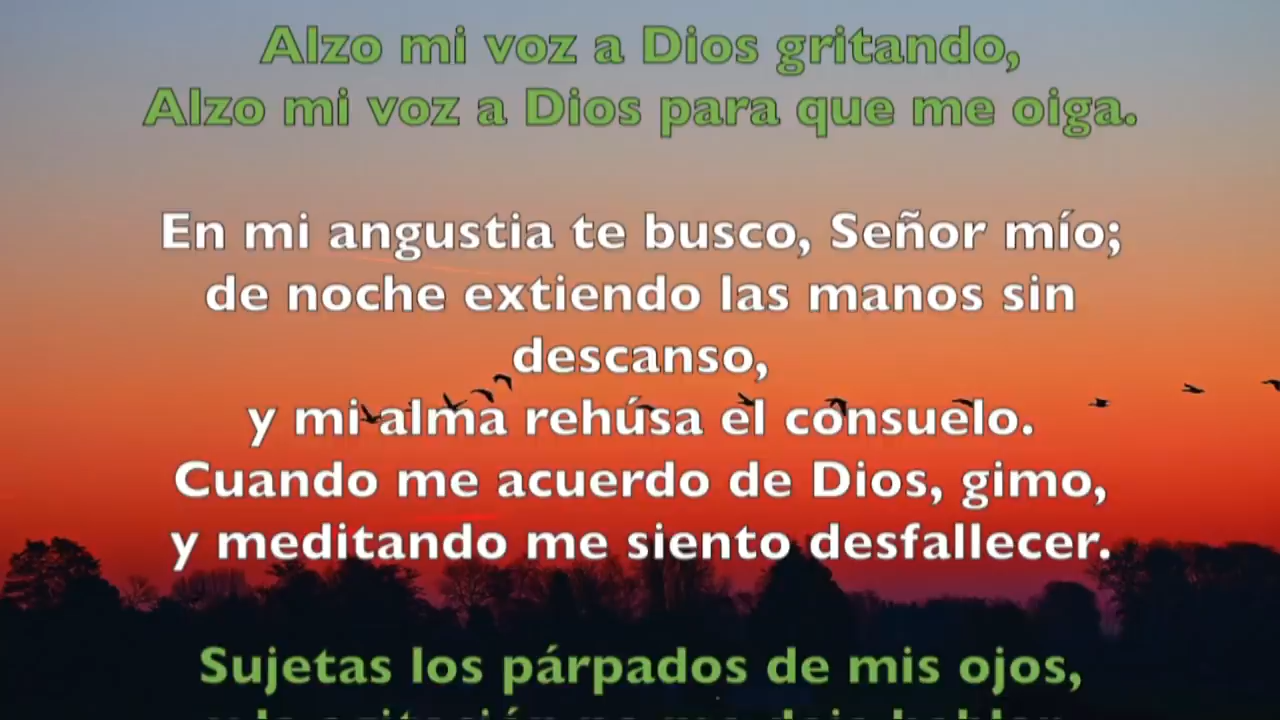 Alzo mi voz a Dios gritando,
Alzo mi voz a Dios para que me oiga.
En mi angustia te busco, Señor mío;
de noche extiendo las manos sin
descanso,
y mi alma rehúsa el consuelo.
Cuando me acuerdo de Dios, gimo,
y meditando me siento desfallecer.
Sujetas los párpados de mis ojos,